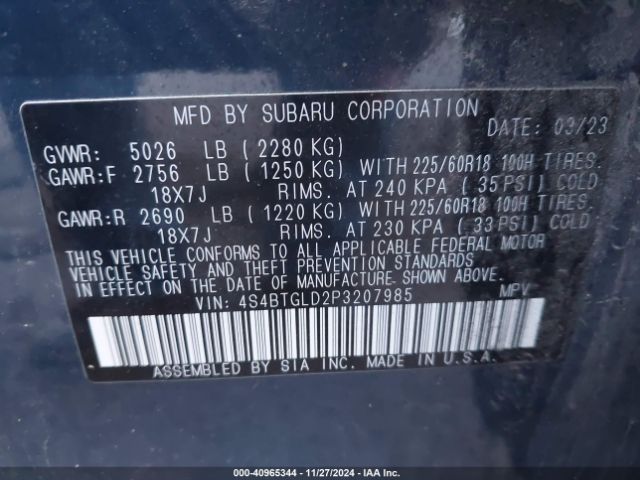 MFD BY SUBARU CORPORATION
DATE: 03/23
GVWR: 5026 LB (2280 KG)
GAWR:F 2756 LB (1250 KG) WITH 225/60R18 100H TIRES.
18X7J RIMS. AT 240 KPA (35PSI) COLD
GAWR:R 2690 LB (1220 KG) WITH 225/60R18 100H TIRES.
18X7J RIMS. AT 230 KPA (33PSI) COLD
THIS VEHICLE CONFORMS TO ALL APPLICABLE FEDERAL MOTOR
VEHICLE SAFETY AND THEFT PREVENTION STANDARDS IN EFFECT
ON THE DATE OF MANUFACTURE SHOWN ABOVE.
VIN: 4S4BTGLD2P3207985 MPV
ASSEMBLED BY SIA INC. MADE IN U.S.A.
000-40965344 - 11/27/2024 - IAA Inc.